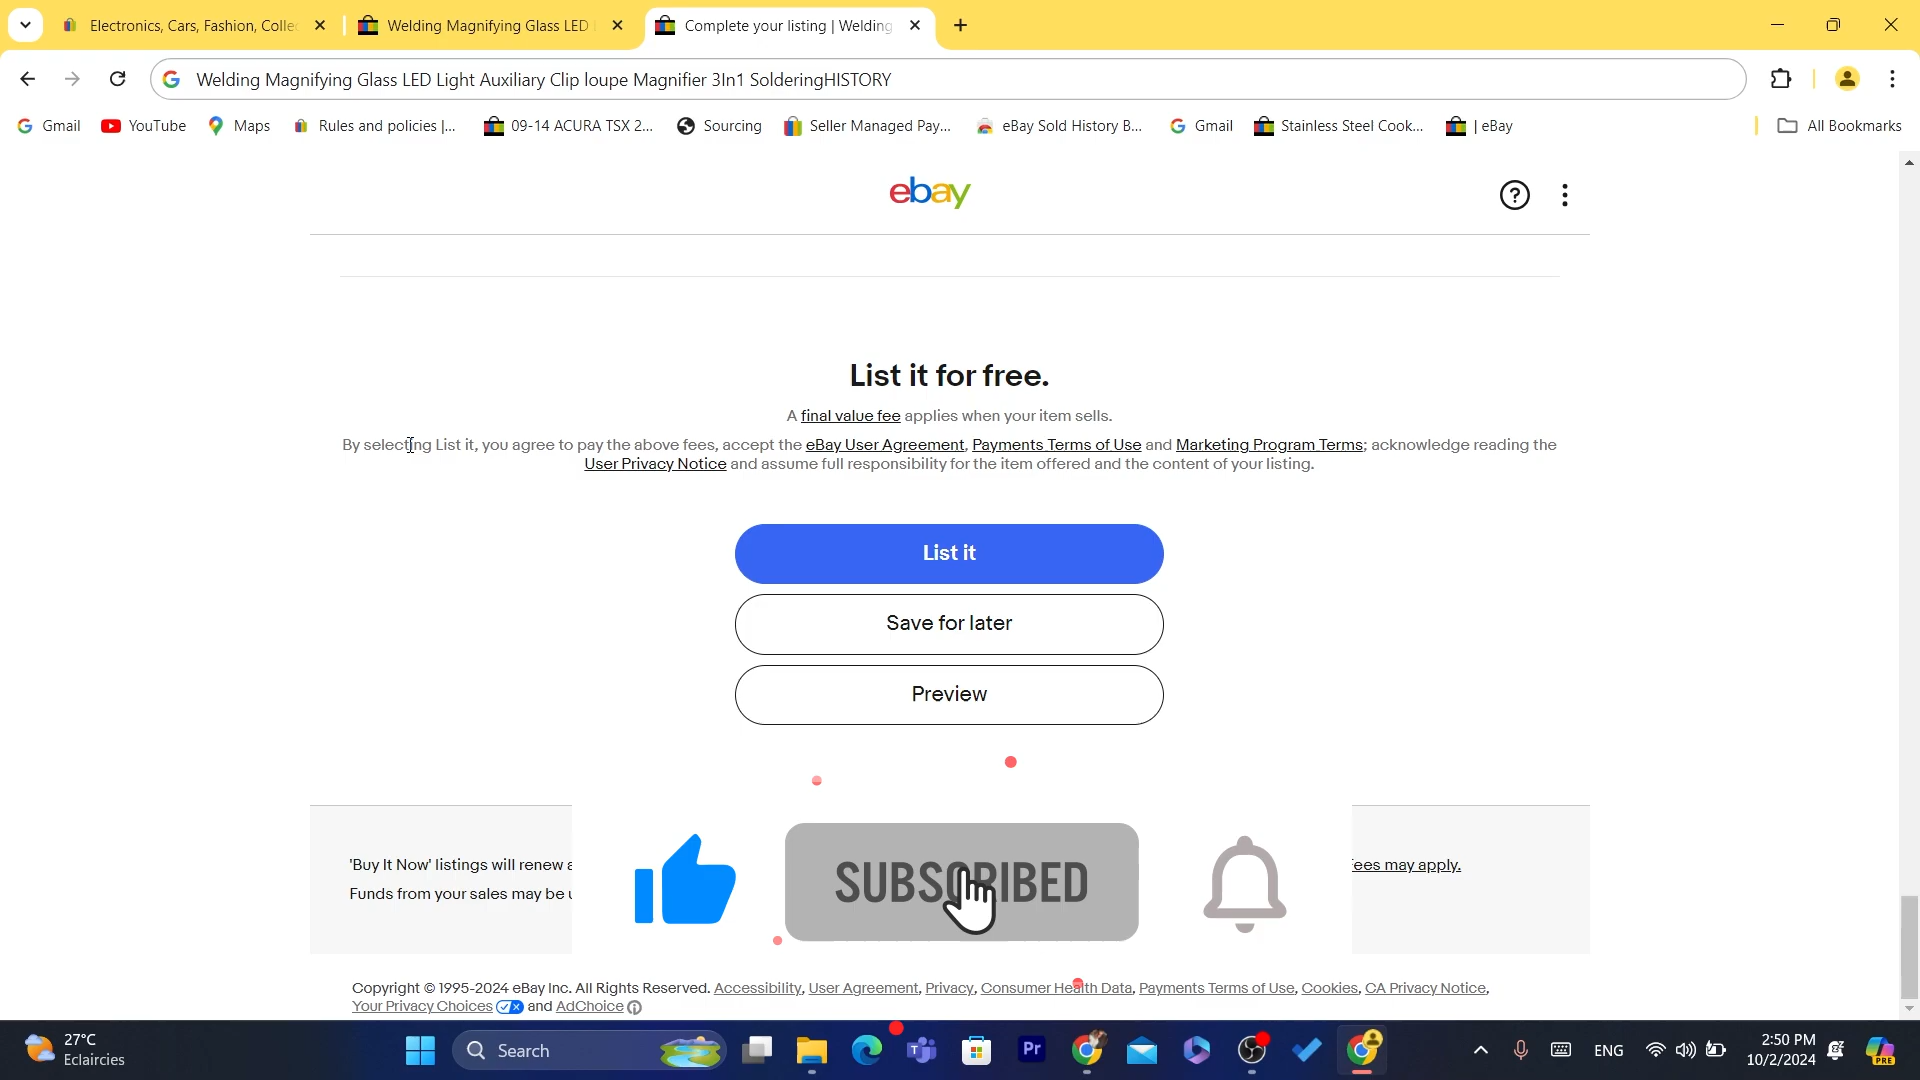 Electronics, Cars, Fashion, Collec
Welding Magnifying Glass LED
Complete your listing | Welding
Welding Magnifying Glass LED Light Auxiliary Clip loupe Magnifier 3In1 SolderingHISTORY
Gmail
YouTube
Maps
Rules and policies |...
09-14 ACURA TSX 2...
Sourcing
Seller Managed Pay...
eBay Sold History B...
Gmail
Stainless Steel Cook...
| eBay
All Bookmarks
ebay
List it for free.
A final value fee applies when your item sells.
By selecting List it, you agree to pay the above fees, accept the eBay User Agreement, Payments Terms of Use and Marketing Program Terms; acknowledge reading the
User Privacy Notice and assume full responsibility for the item offered and the content of your listing.
List it
Save for later
Preview
'Buy It Now' listings will renew
Fees may apply.
Funds from your sales may be
SUBSCRIBED
Copyright © 1995-2024 eBay Inc. All Rights Reserved. Accessibility, User Agreement, Privacy, Consumer Health Data, Payments Terms of Use, Cookies, CA Privacy Notice,
Your Privacy Choices and AdChoice
27°C
Eclaircies
Search
Pr
ENG
2:50 PM
10/2/2024
PRE